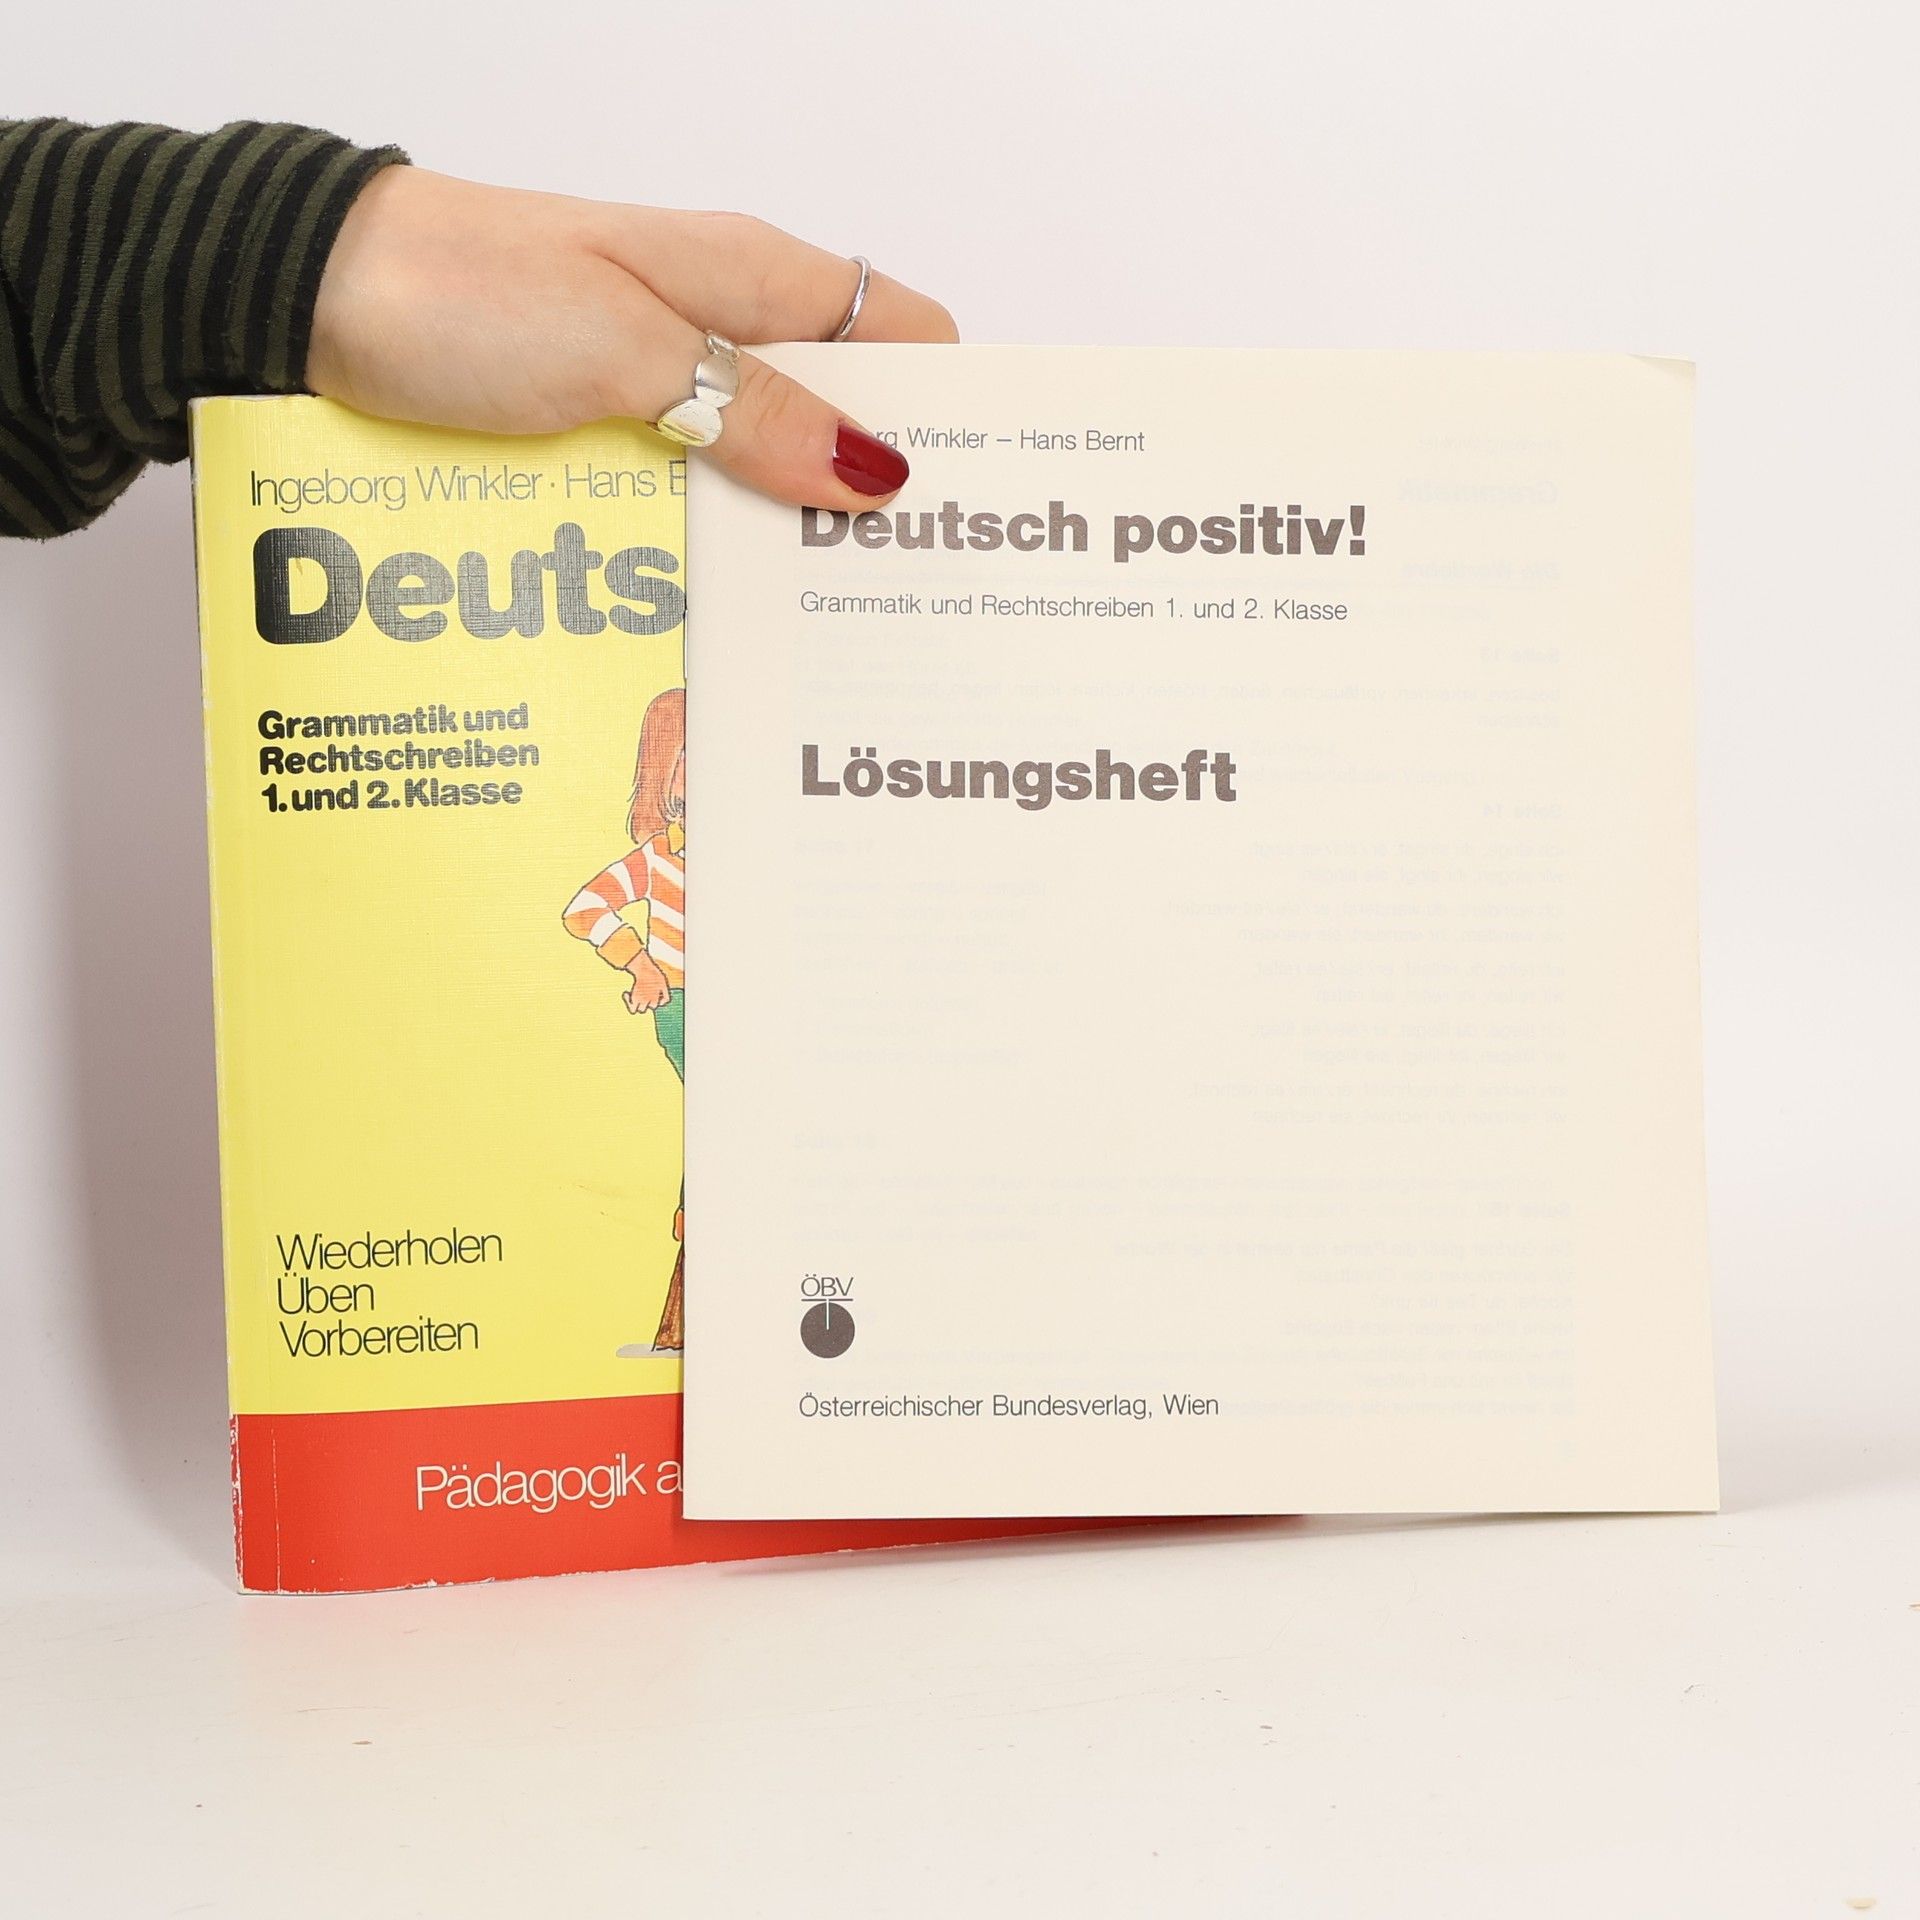 Ingeborg Winkler · Hans
Deuts
Grammatik und
Rechtschreiben
1. und 2. Klasse
Wiederholen
Üben
Vorbereiten
Pädagogik a
rg Winkler – Hans Bernt
Deutsch positiv!
Grammatik und Rechtschreiben 1. und 2. Klasse
Lösungsheft
ÖBV
Österreichischer Bundesverlag, Wien